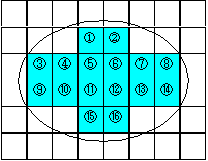 ① ②
③ ④ ⑤ ⑥ ⑦ ⑧
⑨ ⑩ ⑪ ⑫ ⑬ ⑭
⑮ ⑯